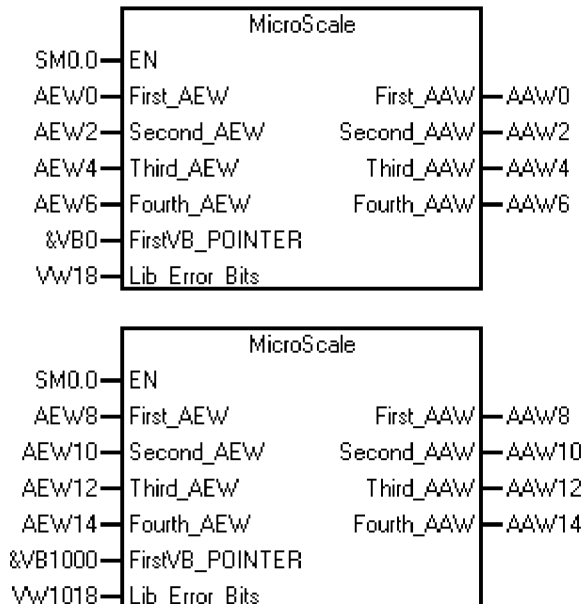 MicroScale
SM0.0 EN
AEW0 First_AEW First_AAW AAW0
AEW2 Second_AEW Second_AAW AAW2
AEW4 Third_AEW Third_AAW AAW4
AEW6 Fourth_AEW Fourth_AAW AAW6
&VB0 FirstVB_POINTER
VW18 Lib_Error_Bits
MicroScale
SM0.0 EN
AEW8 First_AEW First_AAW AAW8
AEW10 Second_AEW Second_AAW AAW10
AEW12 Third_AEW Third_AAW AAW12
AEW14 Fourth_AEW Fourth_AAW AAW14
&VB1000 FirstVB_POINTER
VW1018 Lib_Error_Bits